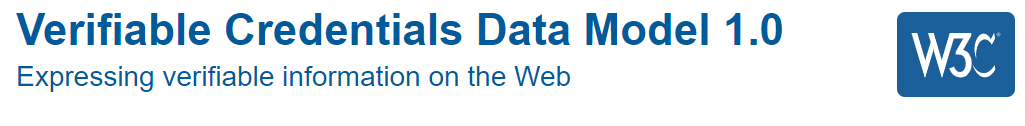 Verifiable Credentials Data Model 1.0
Expressing verifiable information on the Web
W3C®